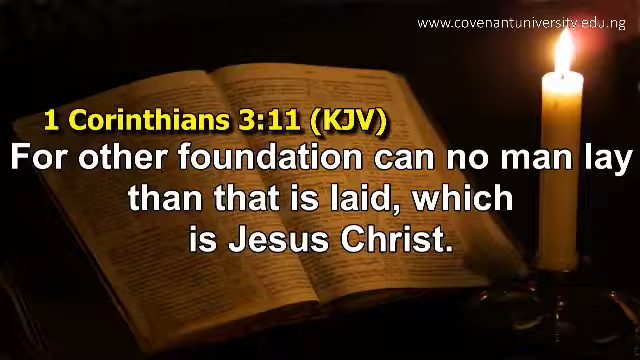 www.covenantuniversity.edu.ng
1 Corinthians 3:11 (KJV)
For other foundation can no man lay
than that is laid, which
is Jesus Christ.